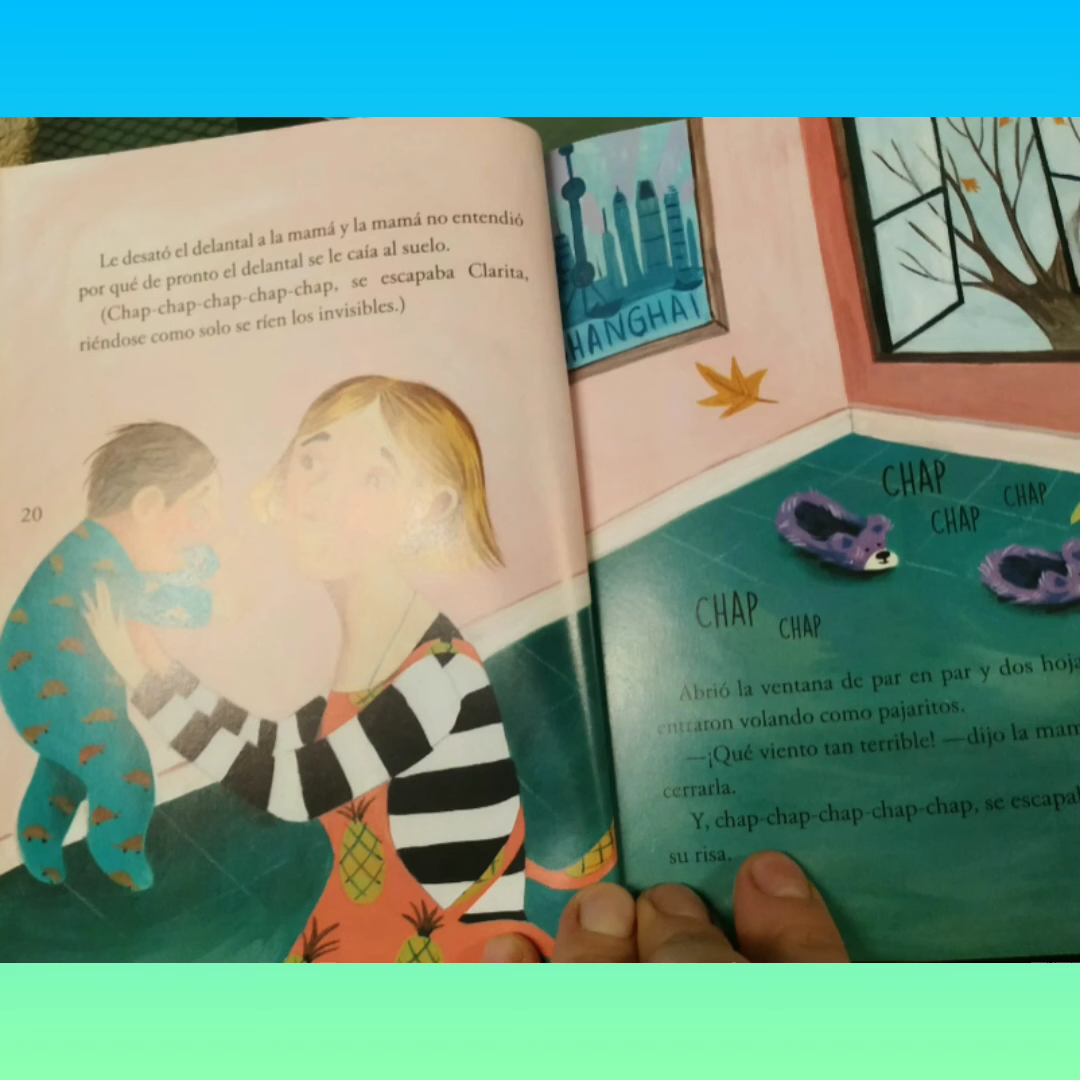 Le desató el delantal a la mamá y la mamá no entendió
por qué de pronto el delantal se le caía al suelo.
(Chap-chap-chap-chap-chap, se escapaba Clarita,
riéndose como solo se ríen los invisibles.)
20
HANGHAI
CHAP
CHAP
CHAP
CHAP
CHAP
Abrió la ventana de par en par y dos
entraron volando como pajaritos.
—¡Qué viento tan terrible! —dijo la
cerrarla.
Y, chap-chap-chap-chap-chap, se
su risa.